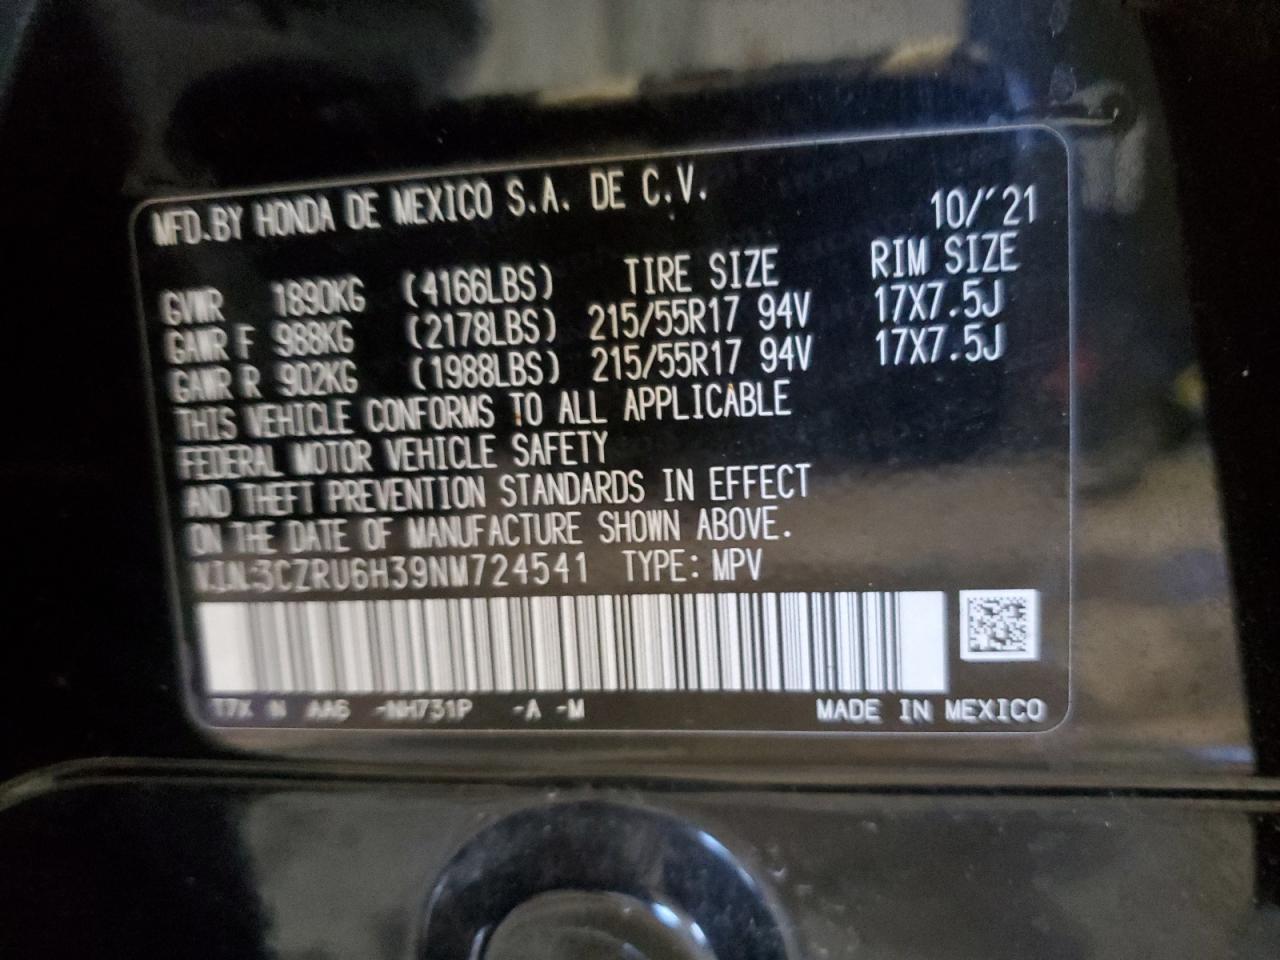 MFD.BY HONDA DE MEXICO S.A. DE C.V. 10/'21
GVWR 1890KG (4166LBS) TIRE SIZE RIM SIZE
GAWR F 988KG (2178LBS) 215/55R17 94V 17X7.5J
GAWR R 902KG (1988LBS) 215/55R17 94V 17X7.5J
THIS VEHICLE CONFORMS TO ALL APPLICABLE
FEDERAL MOTOR VEHICLE SAFETY
AND THEFT PREVENTION STANDARDS IN EFFECT
ON THE DATE OF MANUFACTURE SHOWN ABOVE.
VIN:3CZRU6H39NM724541 TYPE: MPV
T7X N AA6 -NH731P -A -M MADE IN MEXICO